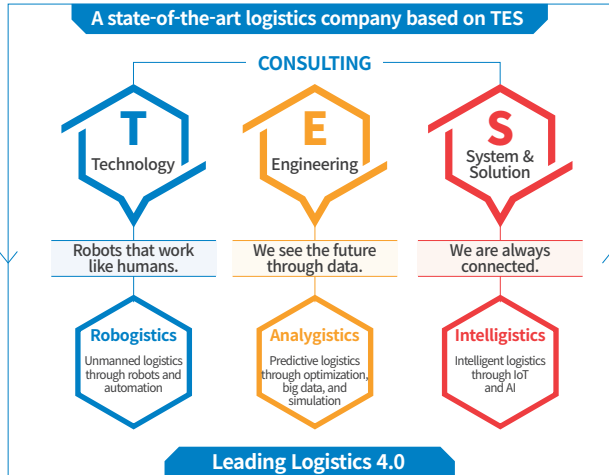 A state-of-the-art logistics company based on TES
CONSULTING
T
Technology
E
Engineering
S
System &
Solution
Robots that work
like humans.
We see the future
through data.
We are always
connected.
Robogistics
Unmanned logistics
through robots and
automation
Analygistics
Predictive logistics
through optimization,
big data, and
simulation
Intelligistics
Intelligent logistics
through IoT
and AI
Leading Logistics 4.0